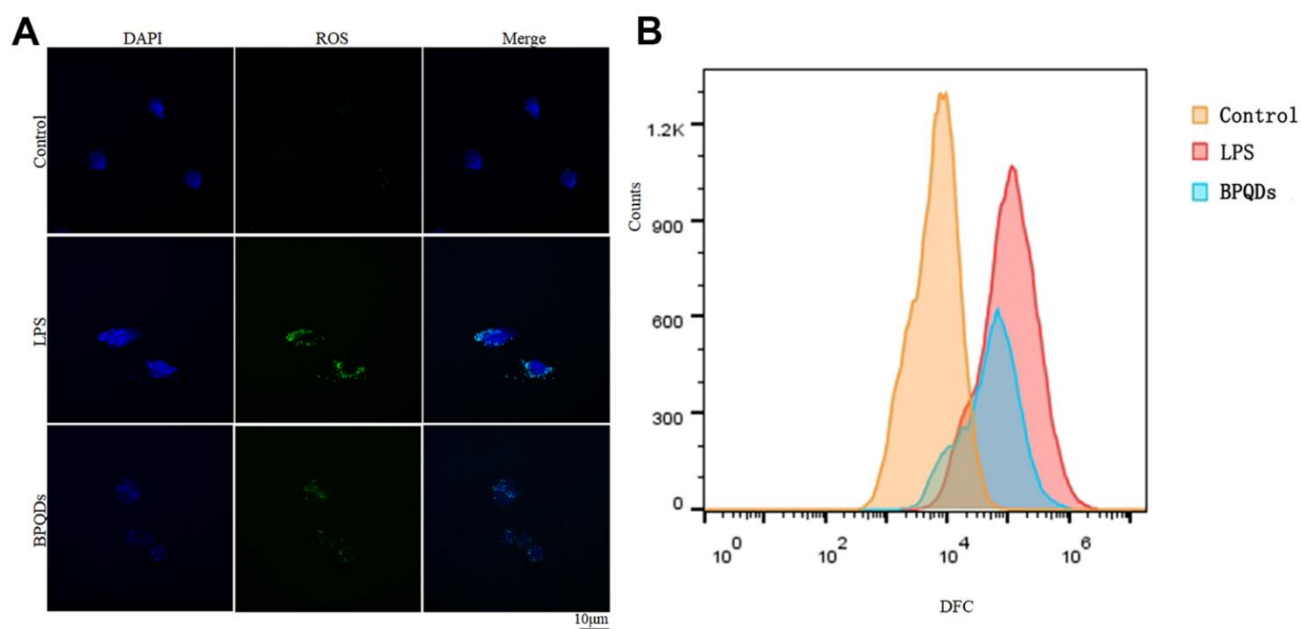 A
DAPI ROS Merge
Control
LPS
BPQDs
10μm
B
Counts
1.2K
900
600
300
0
10^0 10^2 10^4 10^6
DFC
Control
LPS
BPQDs